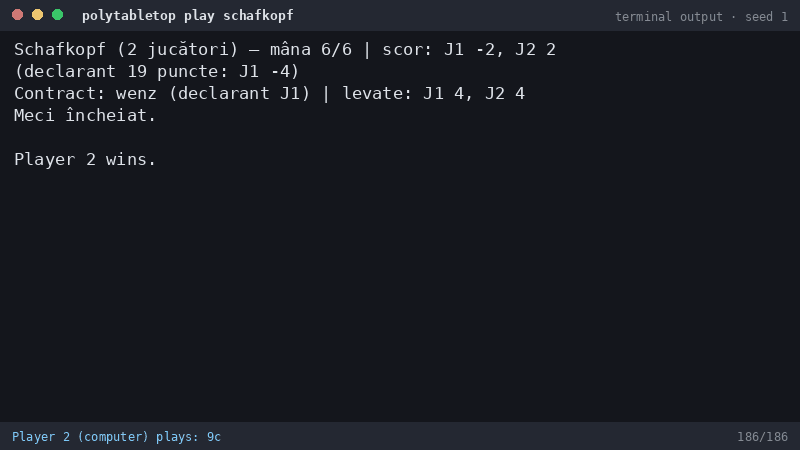 polytabletop play schafkopf
terminal output · seed 1
Schafkopf (2 jucători) — mâna 6/6 | scor: J1 -2, J2 2
(declarant 19 puncte: J1 -4)
Contract: wenz (declarant J1) | levate: J1 4, J2 4
Meci încheiat.
Player 2 wins.
Player 2 (computer) plays: 9c
186/186